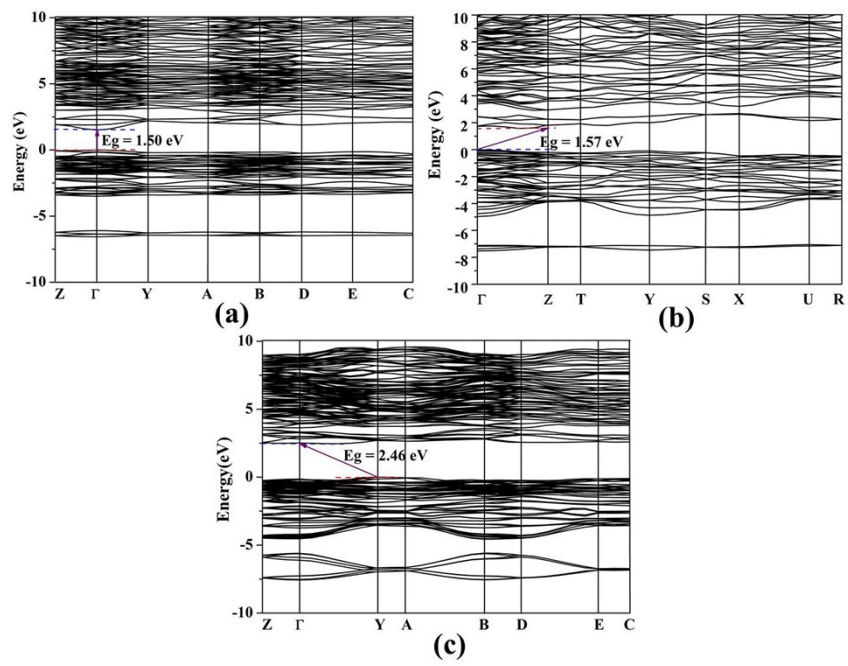 10
5
0
-5
-10
Energy (eV)
Eg = 1.50 eV
Z Γ Y A B D E C
(a)
10
8
6
4
2
0
-2
-4
-6
-8
-10
Energy (eV)
Eg = 1.57 eV
Γ Z T Y S X U R
(b)
10
5
0
-5
-10
Energy(eV)
Eg = 2.46 eV
Z Γ Y A B D E C
(c)